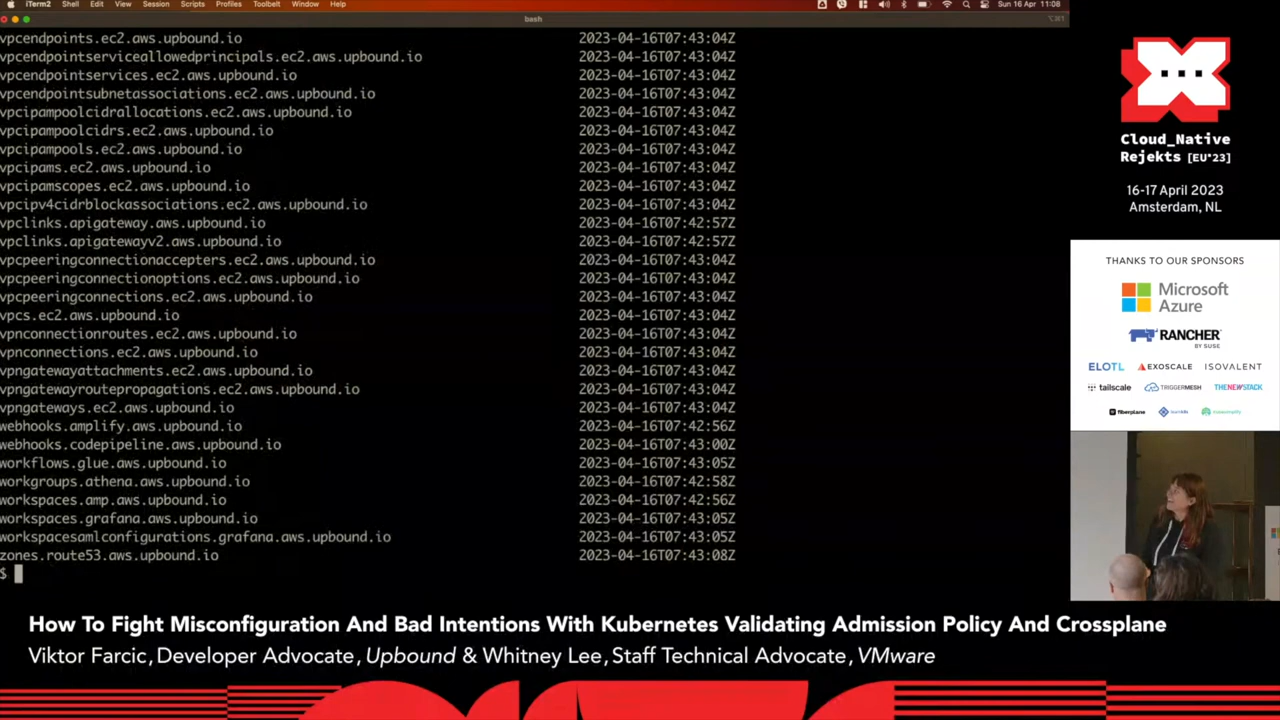 iTerm2 Shell Edit View Session Scripts Profiles Toolbelt Window Help Sun 16 Apr 11:08
bash
vpcendpoints.ec2.aws.upbound.io 2023-04-16T07:43:04Z
vpcendpointserviceallowedprincipals.ec2.aws.upbound.io 2023-04-16T07:43:04Z
vpcendpointservices.ec2.aws.upbound.io 2023-04-16T07:43:04Z
vpcendpointsubnetassociations.ec2.aws.upbound.io 2023-04-16T07:43:04Z
vpcipampoolcidrallocations.ec2.aws.upbound.io 2023-04-16T07:43:04Z
vpcipampoolcidrs.ec2.aws.upbound.io 2023-04-16T07:43:04Z
vpcipampools.ec2.aws.upbound.io 2023-04-16T07:43:04Z
vpcipams.ec2.aws.upbound.io 2023-04-16T07:43:04Z
vpcipamscopes.ec2.aws.upbound.io 2023-04-16T07:43:04Z
vpcipv4cidrblockassociations.ec2.aws.upbound.io 2023-04-16T07:43:04Z
vpclinks.apigateway.aws.upbound.io 2023-04-16T07:42:57Z
vpclinks.apigatewayv2.aws.upbound.io 2023-04-16T07:42:57Z
vpcpeeringconnectionaccepters.ec2.aws.upbound.io 2023-04-16T07:43:04Z
vpcpeeringconnectionoptions.ec2.aws.upbound.io 2023-04-16T07:43:04Z
vpcpeeringconnections.ec2.aws.upbound.io 2023-04-16T07:43:04Z
vpcs.ec2.aws.upbound.io 2023-04-16T07:43:04Z
vpnconnectionroutes.ec2.aws.upbound.io 2023-04-16T07:43:04Z
vpnconnections.ec2.aws.upbound.io 2023-04-16T07:43:04Z
vpngatewayattachments.ec2.aws.upbound.io 2023-04-16T07:43:04Z
vpngatewayroutepropagations.ec2.aws.upbound.io 2023-04-16T07:43:04Z
vpngateways.ec2.aws.upbound.io 2023-04-16T07:43:04Z
webhooks.amplify.aws.upbound.io 2023-04-16T07:42:56Z
webhooks.codepipeline.aws.upbound.io 2023-04-16T07:43:00Z
workflows.glue.aws.upbound.io 2023-04-16T07:43:05Z
workgroups.athena.aws.upbound.io 2023-04-16T07:42:58Z
workspaces.amp.aws.upbound.io 2023-04-16T07:42:56Z
workspaces.grafana.aws.upbound.io 2023-04-16T07:43:05Z
workspacesamlconfigurations.grafana.aws.upbound.io 2023-04-16T07:43:05Z
zones.route53.aws.upbound.io 2023-04-16T07:43:08Z
$
Cloud_Native
Rejekts [EU*23]
16-17 April 2023
Amsterdam, NL
THANKS TO OUR SPONSORS
Microsoft
Azure
RANCHER
BY SUSE
ELOTL EXOSCALE ISOVALENT
tailscale TRIGGERMESH THENEWSTACK
fiberplane
How To Fight Misconfiguration And Bad Intentions With Kubernetes Validating Admission Policy And Crossplane
Viktor Farcic, Developer Advocate, Upbound & Whitney Lee, Staff Technical Advocate, VMware